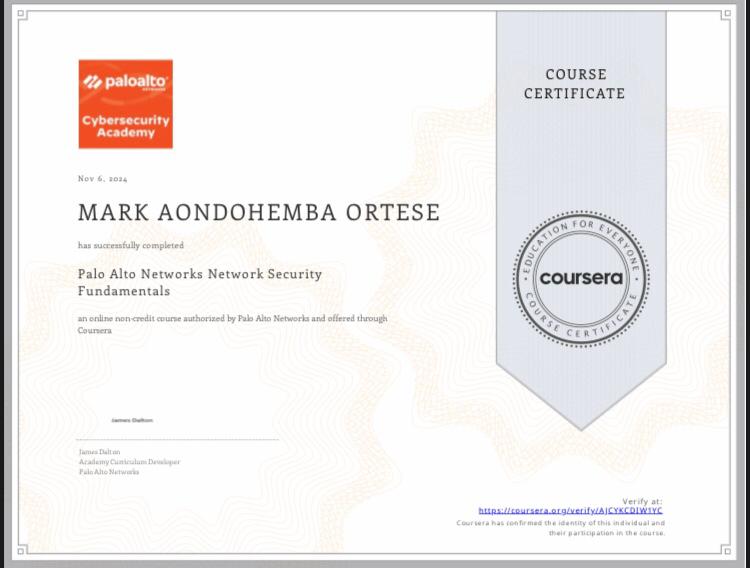 paloalto
NETWORKS
Cybersecurity
Academy
COURSE
CERTIFICATE
Nov 6, 2024
MARK AONDOHEMBA ORTESE
has successfully completed
Palo Alto Networks Network Security
Fundamentals
an online non-credit course authorized by Palo Alto Networks and offered through
Coursera
EDUCATION FOR EVERYONE
coursera
COURSE CERTIFICATE
James Dalton
James Dalton
Academy Curriculum Developer
Palo Alto Networks
Verify at:
https://coursera.org/verify/AJCYKCDIW1YC
Coursera has confirmed the identity of this individual and
their participation in the course.